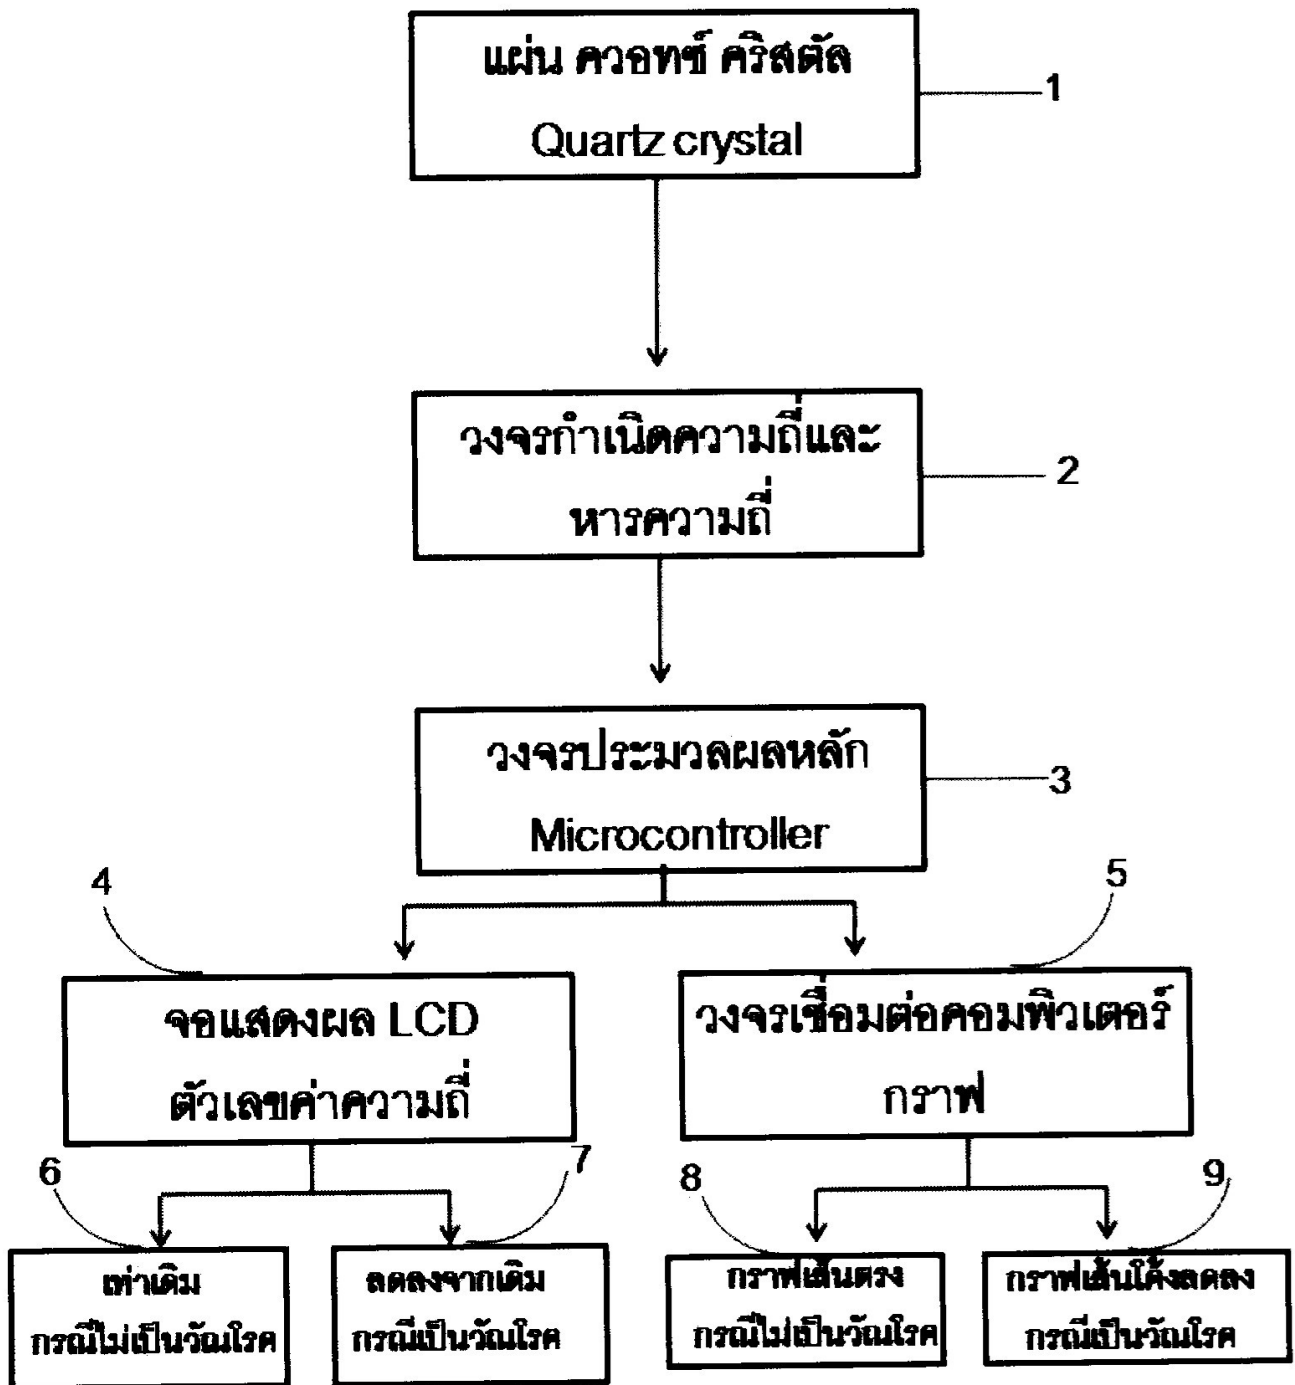 แผ่น ควอทซ์ คริสตัล
Quartz crystal
1
วงจรกำเนิดความถี่และ
หารความถี่
2
วงจรประมวลผลหลัก
Microcontroller
3
4
5
จอแสดงผล LCD
ตัวเลขค่าความถี่
วงจรเชื่อมต่อคอมพิวเตอร์
กราฟ
6
7
8
9
เท่าเดิม
กรณีไม่เป็นวัณโรค
ลดลงจากเดิม
กรณีเป็นวัณโรค
กราฟเส้นตรง
กรณีไม่เป็นวัณโรค
กราฟเส้นโค้งลดลง
กรณีเป็นวัณโรค